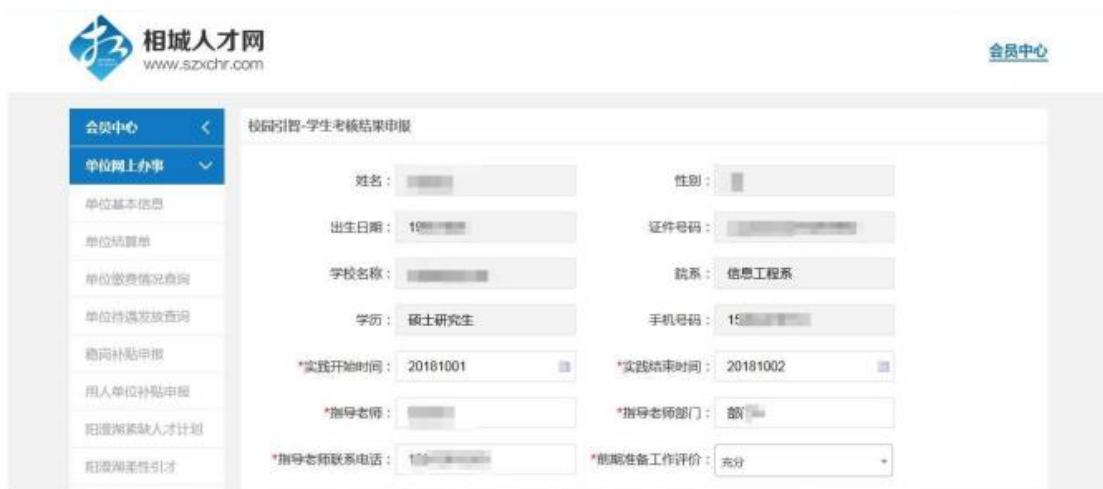 相城人才网
www.szxchr.com
会员中心
会员中心
校园引智-学生考核结果申报
单位网上办事
姓名：
性别：
单位基本信息
出生日期：
证件号码：
单位结算单
学校名称：
院系： 信息工程系
单位缴费情况查询
学历： 硕士研究生
手机号码： 15
单位待遇发放查询
稳岗补贴申报
*实践开始时间： 20181001
*实践结束时间： 20181002
用人单位补贴申报
*指导老师：
*指导老师部门：
阳澄湖紧缺人才计划
*指导老师联系电话：
*前期准备工作评价： 充分
阳澄湖柔性引才